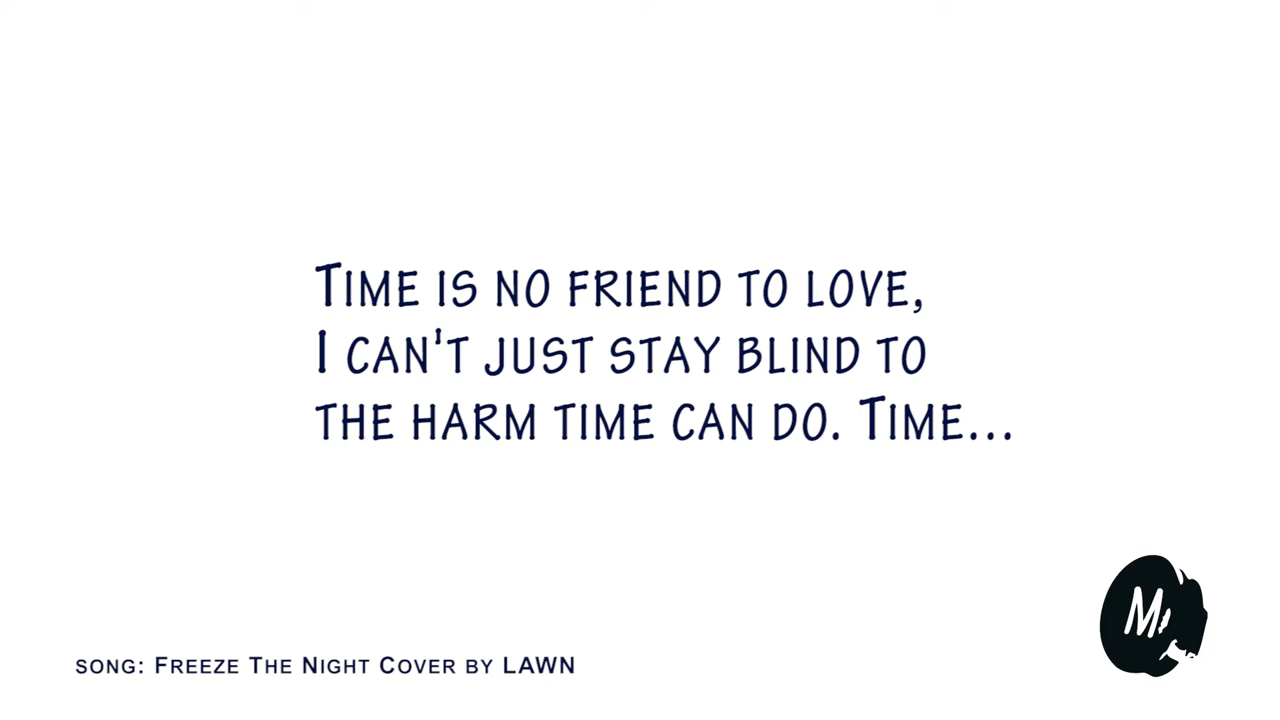 Time is no friend to love,
I can't just stay blind to
the harm time can do. Time...
M
song: Freeze The Night Cover by LAWN